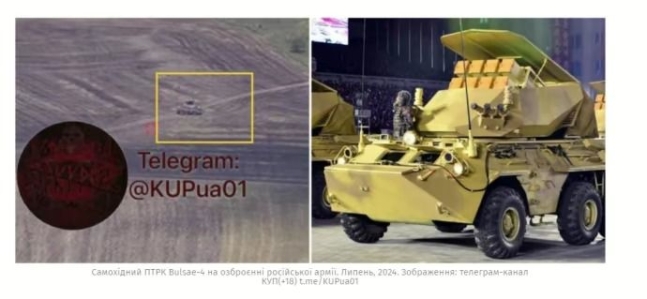 Telegram:
@KUPua01
Самохідний ПТРК Bulsae-4 на озброєнні російської армії. Липень, 2024. Зображення: телеграм-канал
КУП(+18) t.me/KUPua01